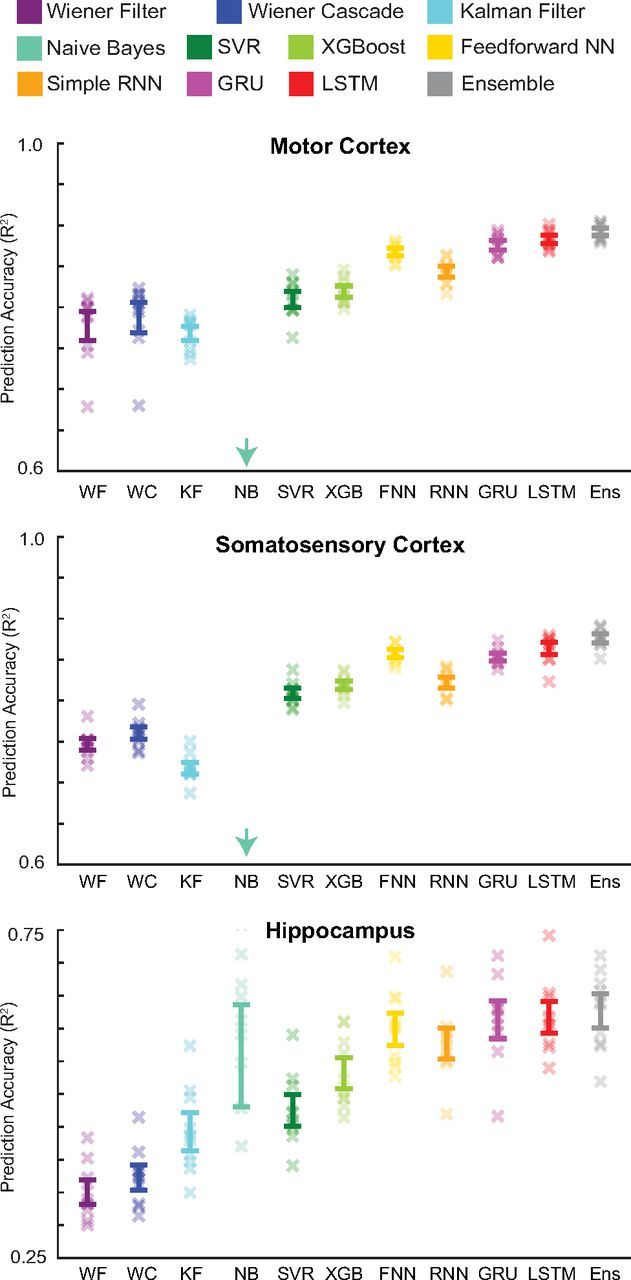 Wiener Filter Wiener Cascade Kalman Filter
Naive Bayes SVR XGBoost Feedforward NN
Simple RNN GRU LSTM Ensemble
1.0 Motor Cortex
Prediction Accuracy (R²)
0.6
WF WC KF NB SVR XGB FNN RNN GRU LSTM Ens
1.0 Somatosensory Cortex
Prediction Accuracy (R²)
0.6
WF WC KF NB SVR XGB FNN RNN GRU LSTM Ens
0.75 Hippocampus
Prediction Accuracy (R²)
0.25
WF WC KF NB SVR XGB FNN RNN GRU LSTM Ens